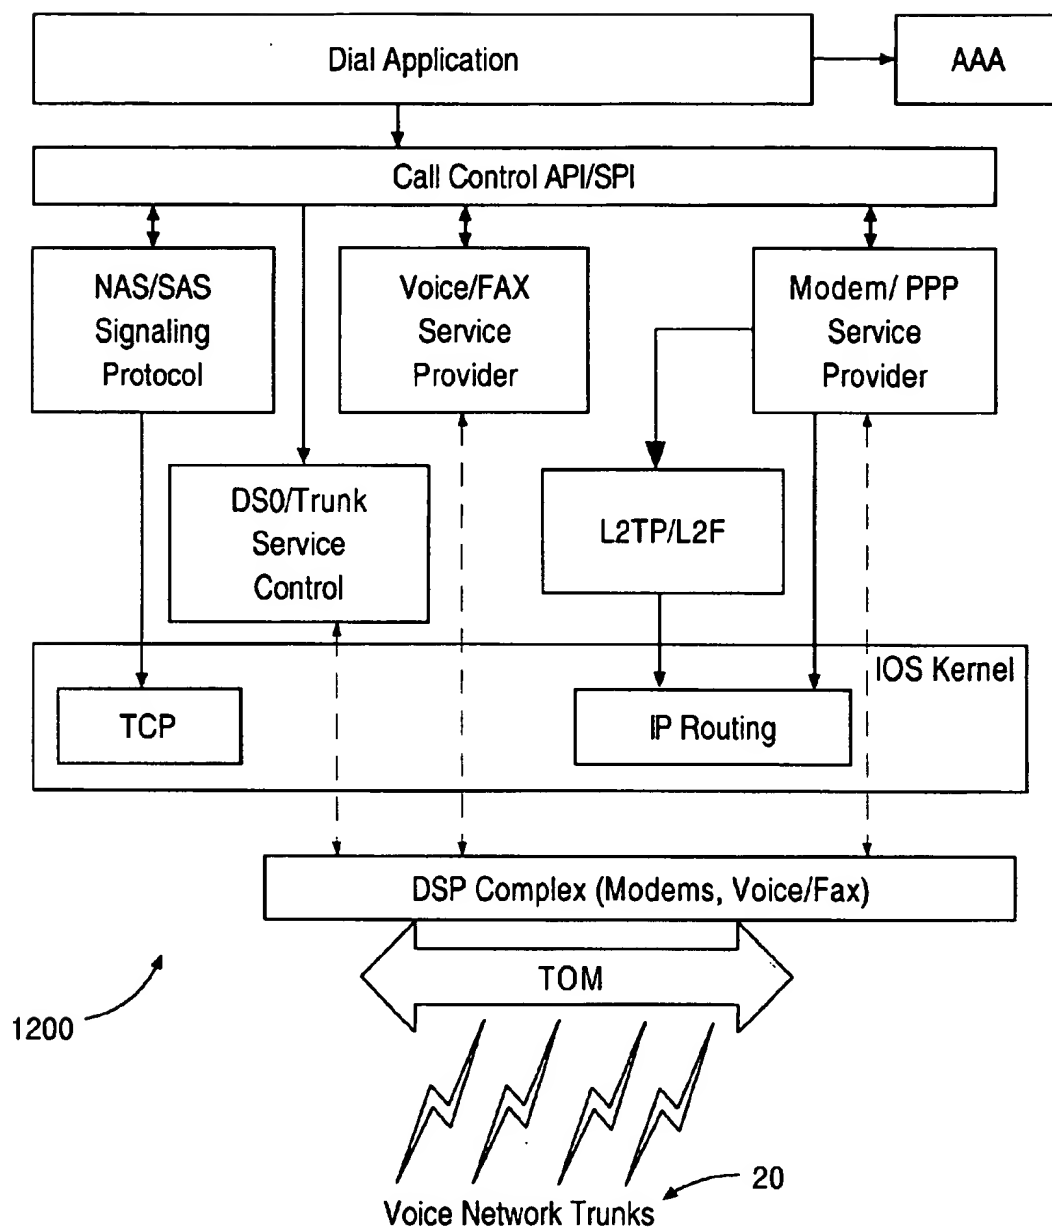 Dial Application
AAA
Call Control API/SPI
NAS/SAS
Signaling
Protocol
Voice/FAX
Service
Provider
Modem/ PPP
Service
Provider
DS0/Trunk
Service
Control
L2TP/L2F
IOS Kernel
TCP
IP Routing
DSP Complex (Modems, Voice/Fax)
TOM
1200
20
Voice Network Trunks